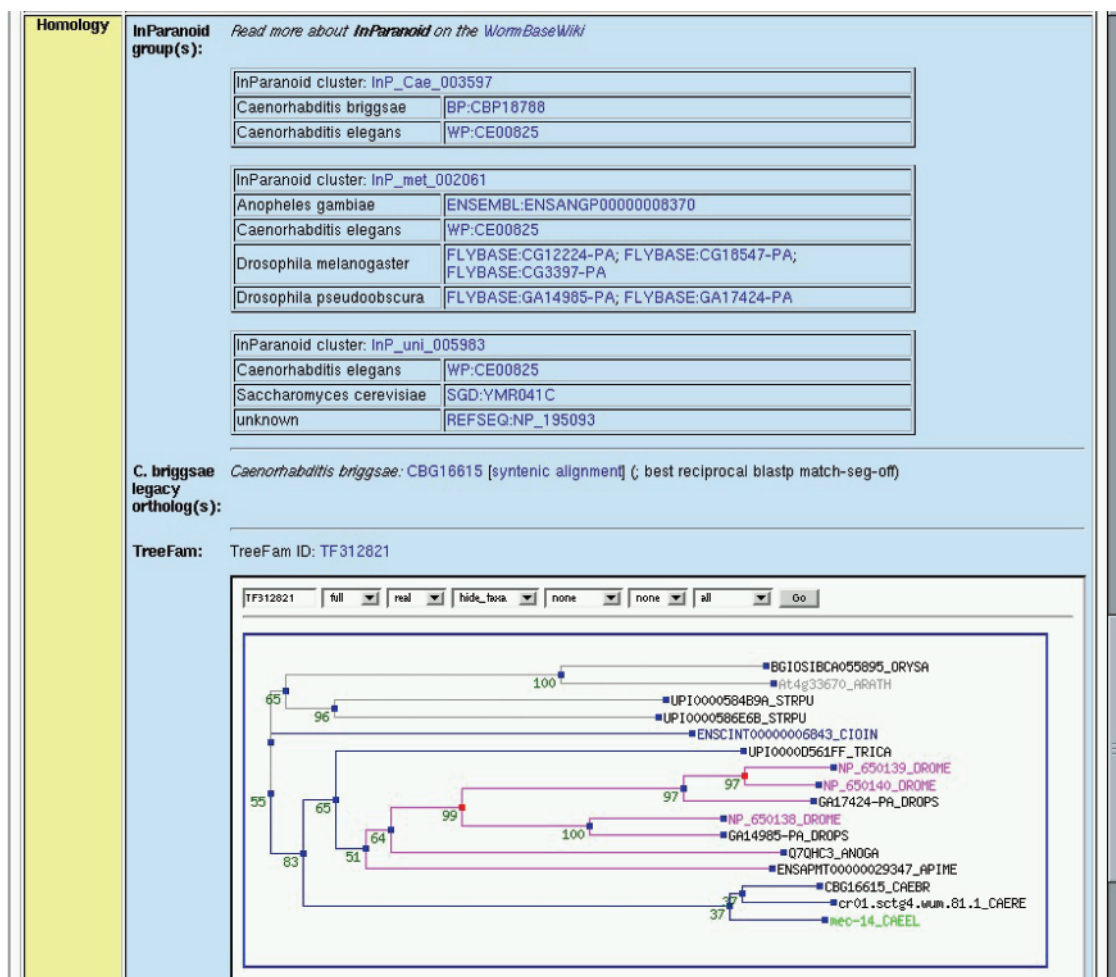 Homology
InParanoid group(s):
Read more about InParanoid on the WormBaseWiki
InParanoid cluster: InP_Cae_003597
Caenorhabditis briggsae BP:CBP18788
Caenorhabditis elegans WP:CE00825
InParanoid cluster: InP_met_002061
Anopheles gambiae ENSEMBL:ENSANGP00000008370
Caenorhabditis elegans WP:CE00825
Drosophila melanogaster FLYBASE:CG12224-PA; FLYBASE:CG18547-PA;
FLYBASE:CG3397-PA
Drosophila pseudoobscura FLYBASE:GA14985-PA; FLYBASE:GA17424-PA
InParanoid cluster: InP_uni_005983
Caenorhabditis elegans WP:CE00825
Saccharomyces cerevisiae SGD:YMR041C
unknown REFSEQ:NP_195093
C. briggsae
legacy
ortholog(s):
Caenorhabditis briggsae: CBG16615 [syntenic alignment] (; best reciprocal blastp match-seg-off)
TreeFam: TreeFam ID: TF312821
TF312821 full real hide_taxa none none all Go
BGIOSIBCA055895_ORYSA
100
At4g33670_ARATH
65
UPI0000584B9A_STRPU
96
UPI0000586E6B_STRPU
ENSCINT00000006843_CIOIN
UPI0000D561FF_TRICA
NP_650139_DROME
97
NP_650140_DROME
97
GA17424-PA_DROPS
55
65
99
NP_650138_DROME
100
GA14985-PA_DROPS
64
Q7QHC3_ANOGA
51
83
ENSAPMT00000029347_APIME
CBG16615_CAEBR
37
cr01.sctg4.wum.81.1_CAERE
37
mec-14_CAEEL